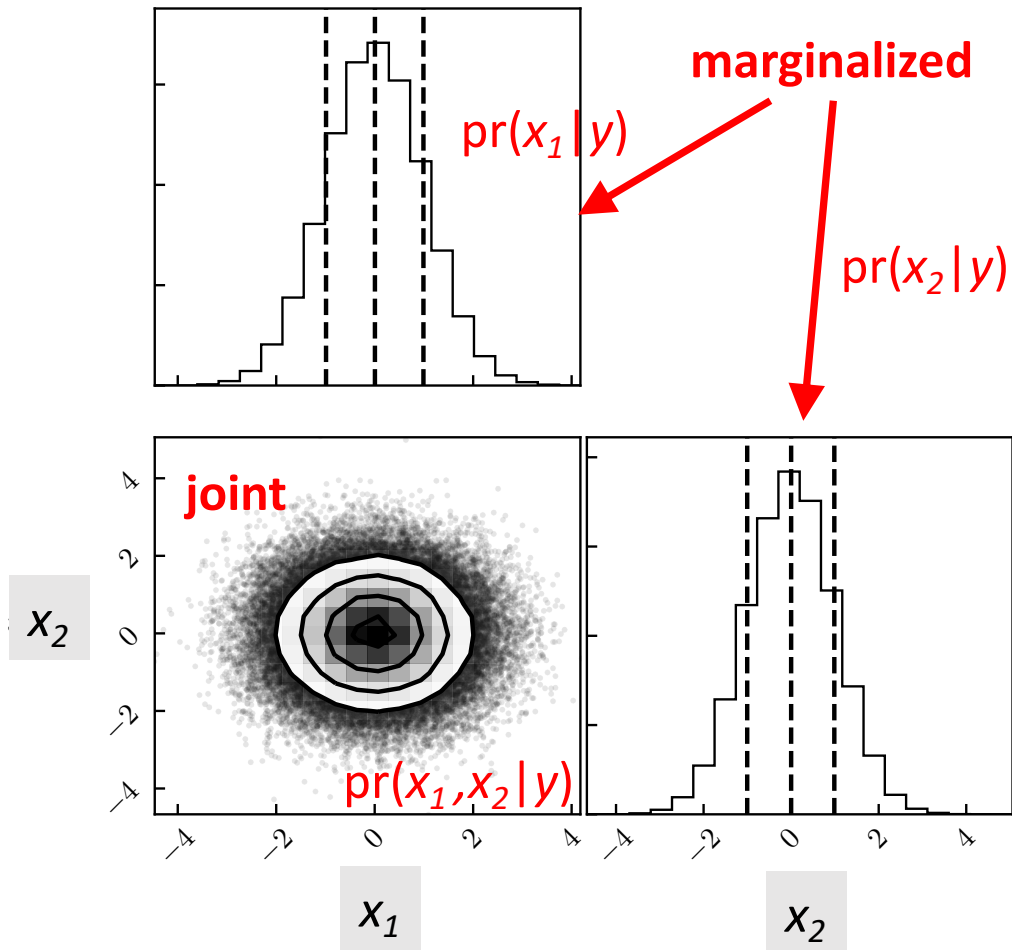 marginalized
pr(x₁|y)
pr(x₂|y)
joint
4
2
0
−2
−4
x₂
pr(x₁,x₂|y)
−4
−2
0
2
4
−4
−2
0
2
4
x₁
x₂